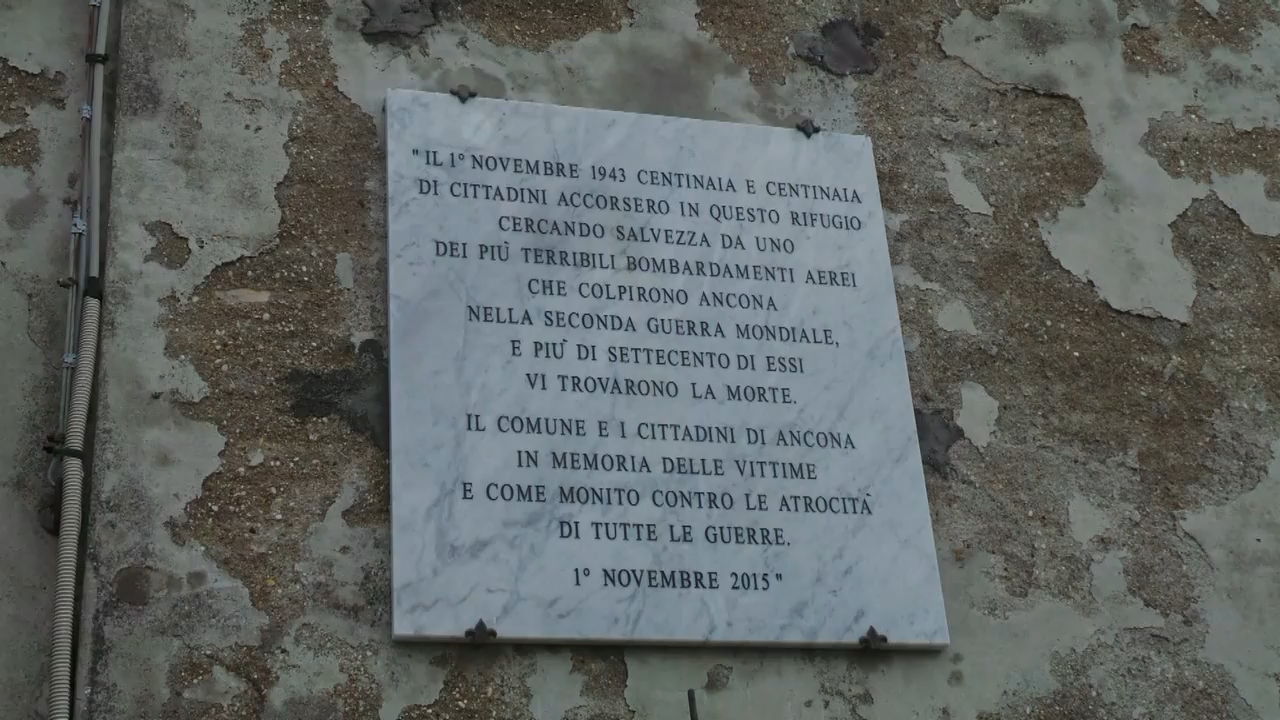 "IL 1° NOVEMBRE 1943 CENTINAIA E CENTINAIA
DI CITTADINI ACCORSERO IN QUESTO RIFUGIO
CERCANDO SALVEZZA DA UNO
DEI PIÙ TERRIBILI BOMBARDAMENTI AEREI
CHE COLPIRONO ANCONA
NELLA SECONDA GUERRA MONDIALE,
E PIÙ DI SETTECENTO DI ESSI
VI TROVARONO LA MORTE.
IL COMUNE E I CITTADINI DI ANCONA
IN MEMORIA DELLE VITTIME
E COME MONITO CONTRO LE ATROCITÀ
DI TUTTE LE GUERRE.
1° NOVEMBRE 2015"